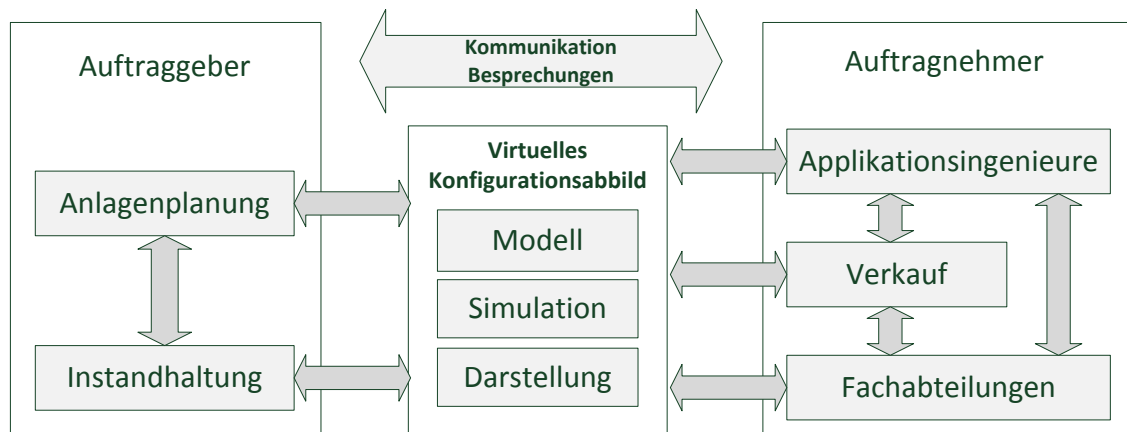 Auftraggeber
Anlagenplanung
Instandhaltung
Kommunikation
Besprechungen
Virtuelles
Konfigurationsabbild
Modell
Simulation
Darstellung
Auftragnehmer
Applikationsingenieure
Verkauf
Fachabteilungen